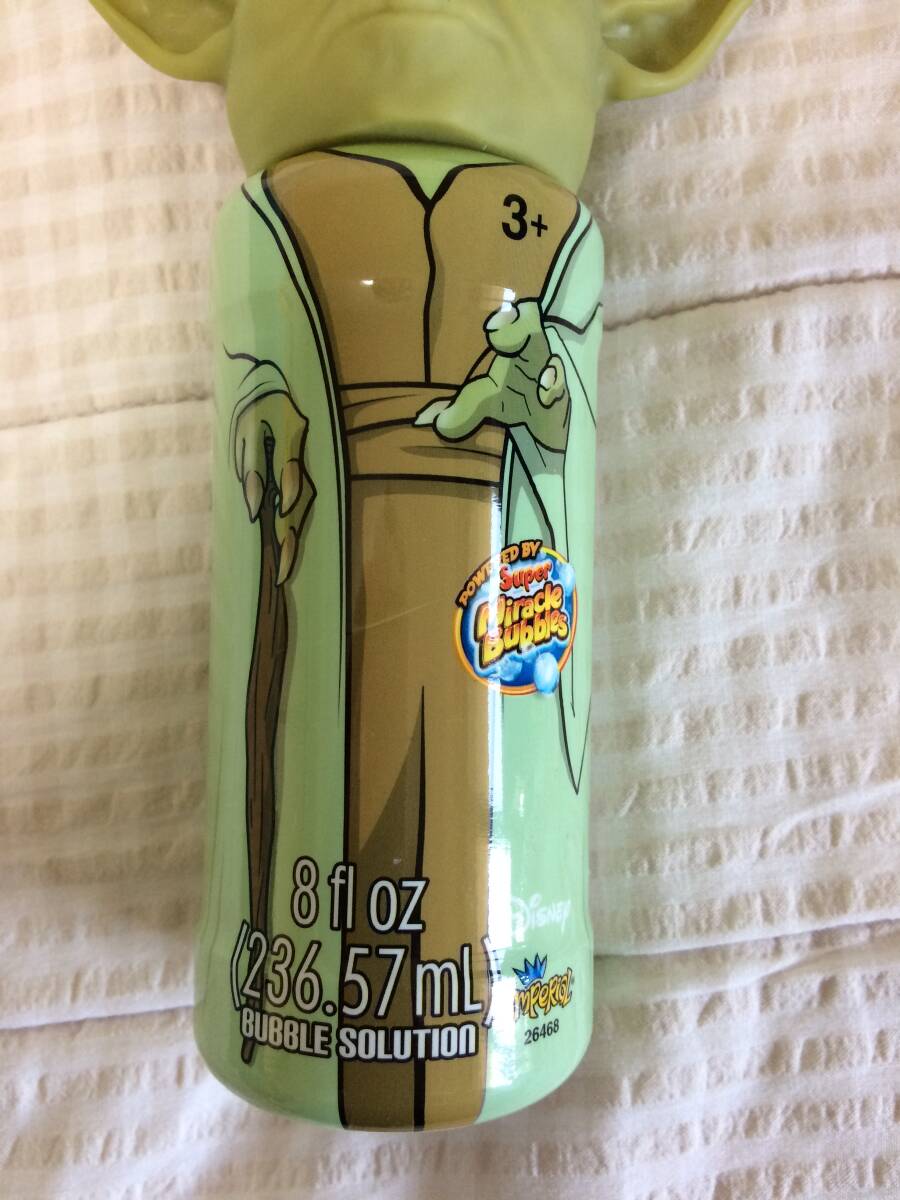 3+
POWERED BY
Super
Miracle
Bubbles
8 fl oz
(236.57 mL)
BUBBLE SOLUTION
Disney
Imperial
26468